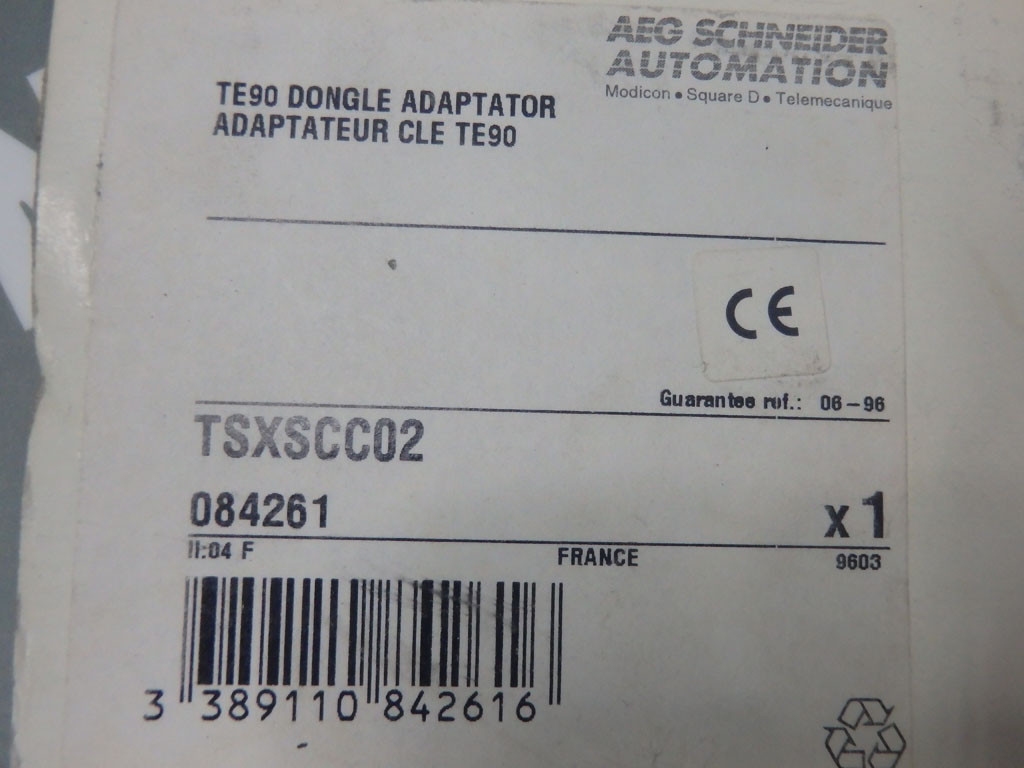 AEG SCHNEIDER
AUTOMATION
Modicon • Square D • Telemecanique
TE90 DONGLE ADAPTATOR
ADAPTATEUR CLE TE90
CE
Guarantee ref.: 06-96
TSXSCC02
084261 x1
II:04 F FRANCE 9603
3 389110 842616